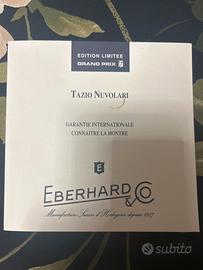 EDITION LIMITEE
GRAND PRIX
TAZIO NUVOLARI
GARANTIE INTERNATIONALE
CONNAITRE LA MONTRE
E
EBERHARD & CO
Manufacture Suisse d'Horlogerie depuis 1887
subito